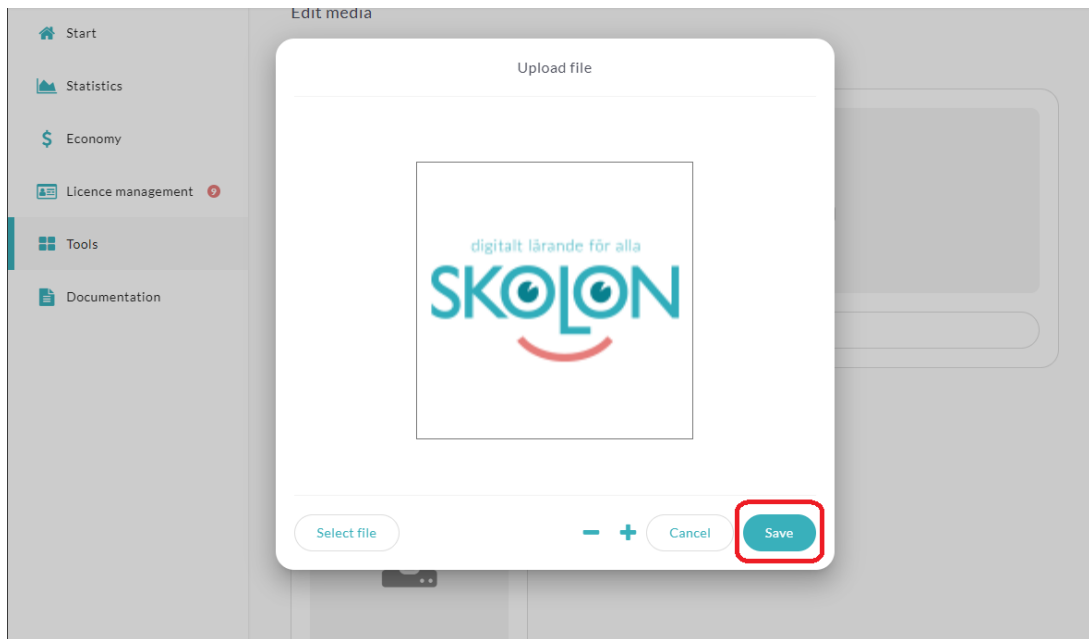 Edit media
Start
Statistics
Economy
Licence management 9
Tools
Documentation
Upload file
digitalt lärande för alla
SKOLON
Select file
Cancel
Save